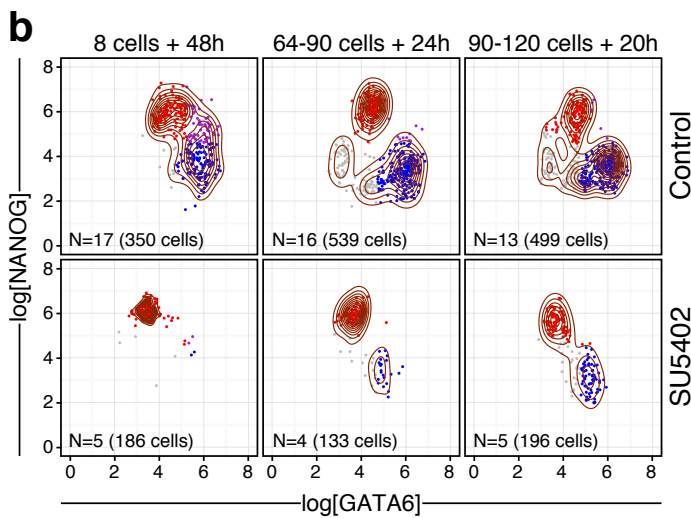 b
8 cells + 48h
64-90 cells + 24h
90-120 cells + 20h
8
6
4
2
0
N=17 (350 cells)
N=16 (539 cells)
N=13 (499 cells)
Control
log[NANOG]
8
6
4
2
0
N=5 (186 cells)
N=4 (133 cells)
N=5 (196 cells)
SU5402
0 2 4 6 8 0 2 4 6 8 0 2 4 6 8
log[GATA6]